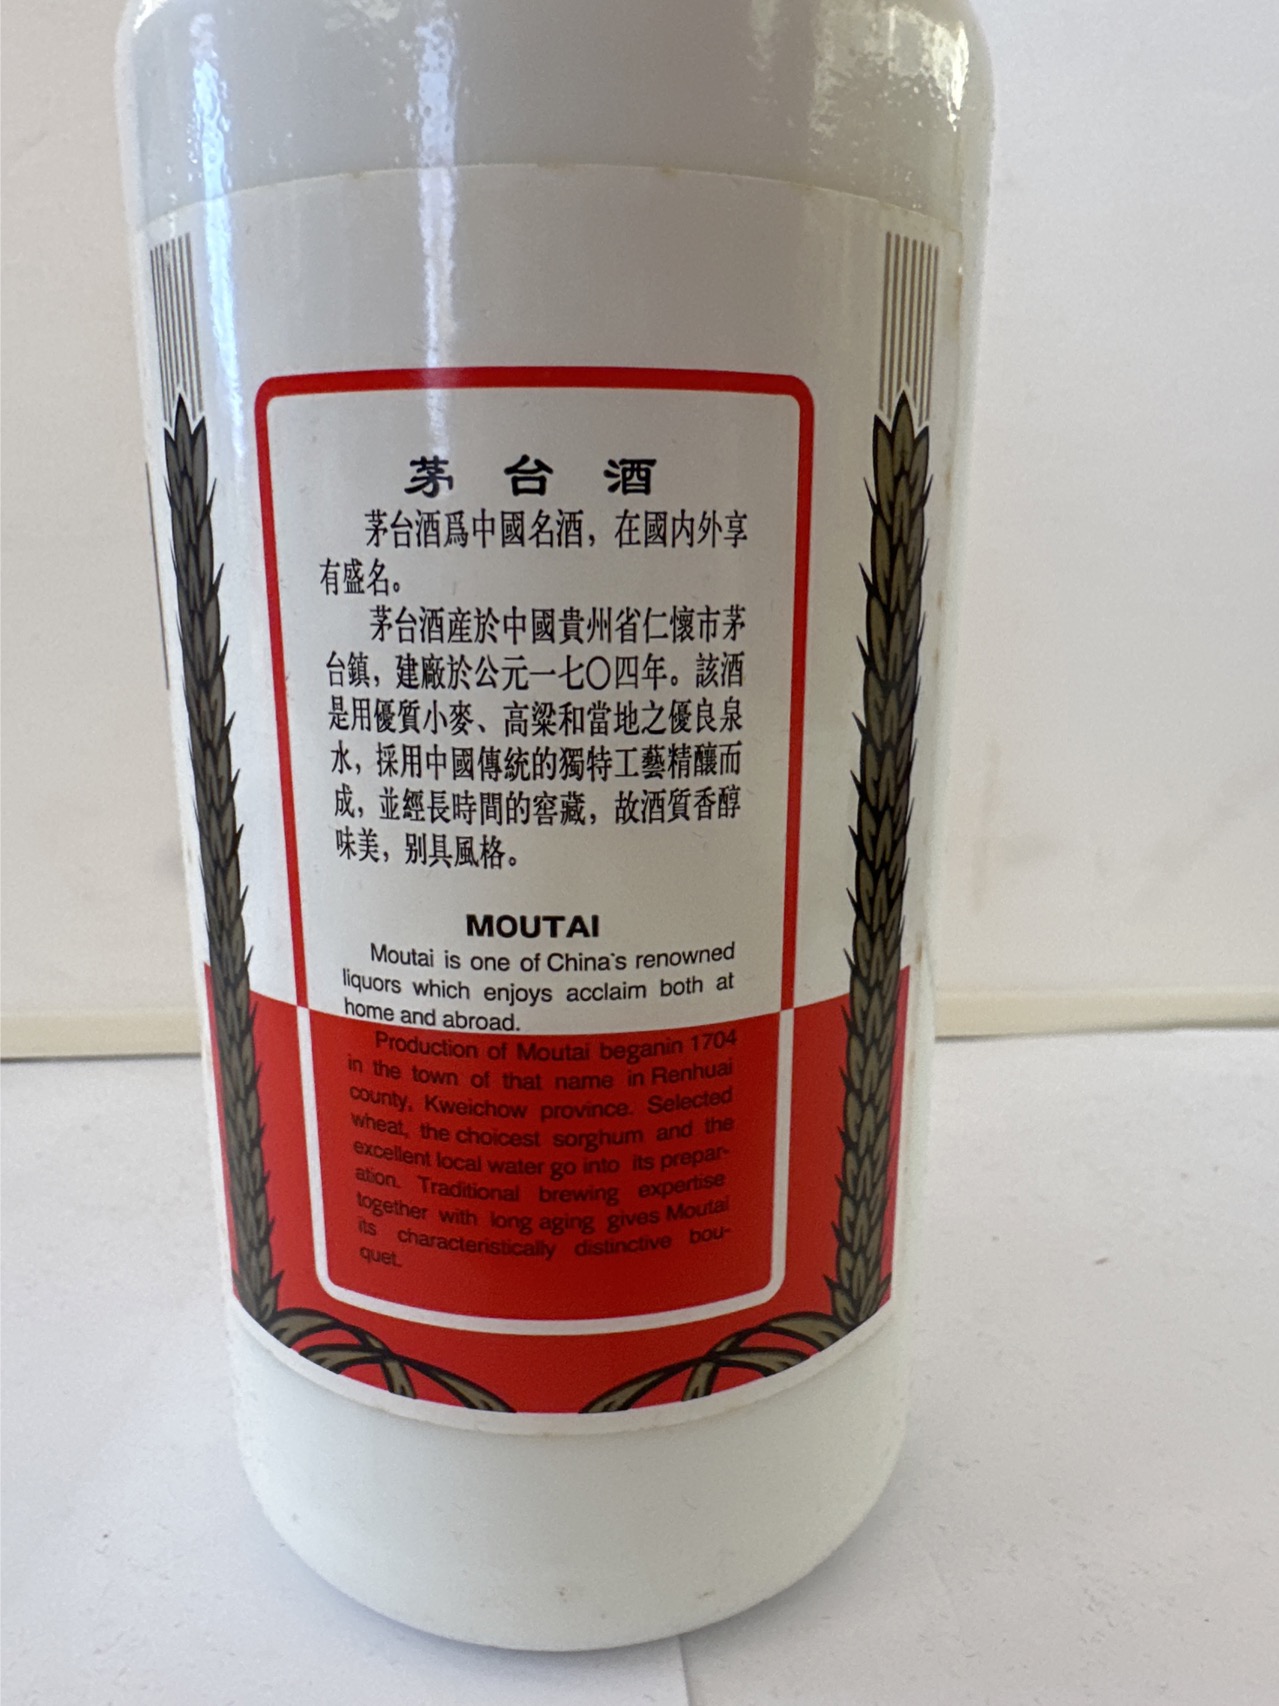 茅台酒
茅台酒爲中國名酒，在國内外享
有盛名。
茅台酒産於中國貴州省仁懷市茅
台鎮，建廠於公元一七〇四年。該酒
是用優質小麥、高粱和當地之優良泉
水，採用中國傳統的獨特工藝精釀而
成，並經長時間的窖藏，故酒質香醇
味美，别具風格。
MOUTAI
Moutai is one of China's renowned
liquors which enjoys acclaim both at
home and abroad.
Production of Moutai beganin 1704
in the town of that name in Renhuai
county, Kweichow province. Selected
wheat, the choicest sorghum and the
excellent local water go into its prepar-
ation. Traditional brewing expertise
together with long aging gives Moutai
its characteristically distinctive bou-
quet.